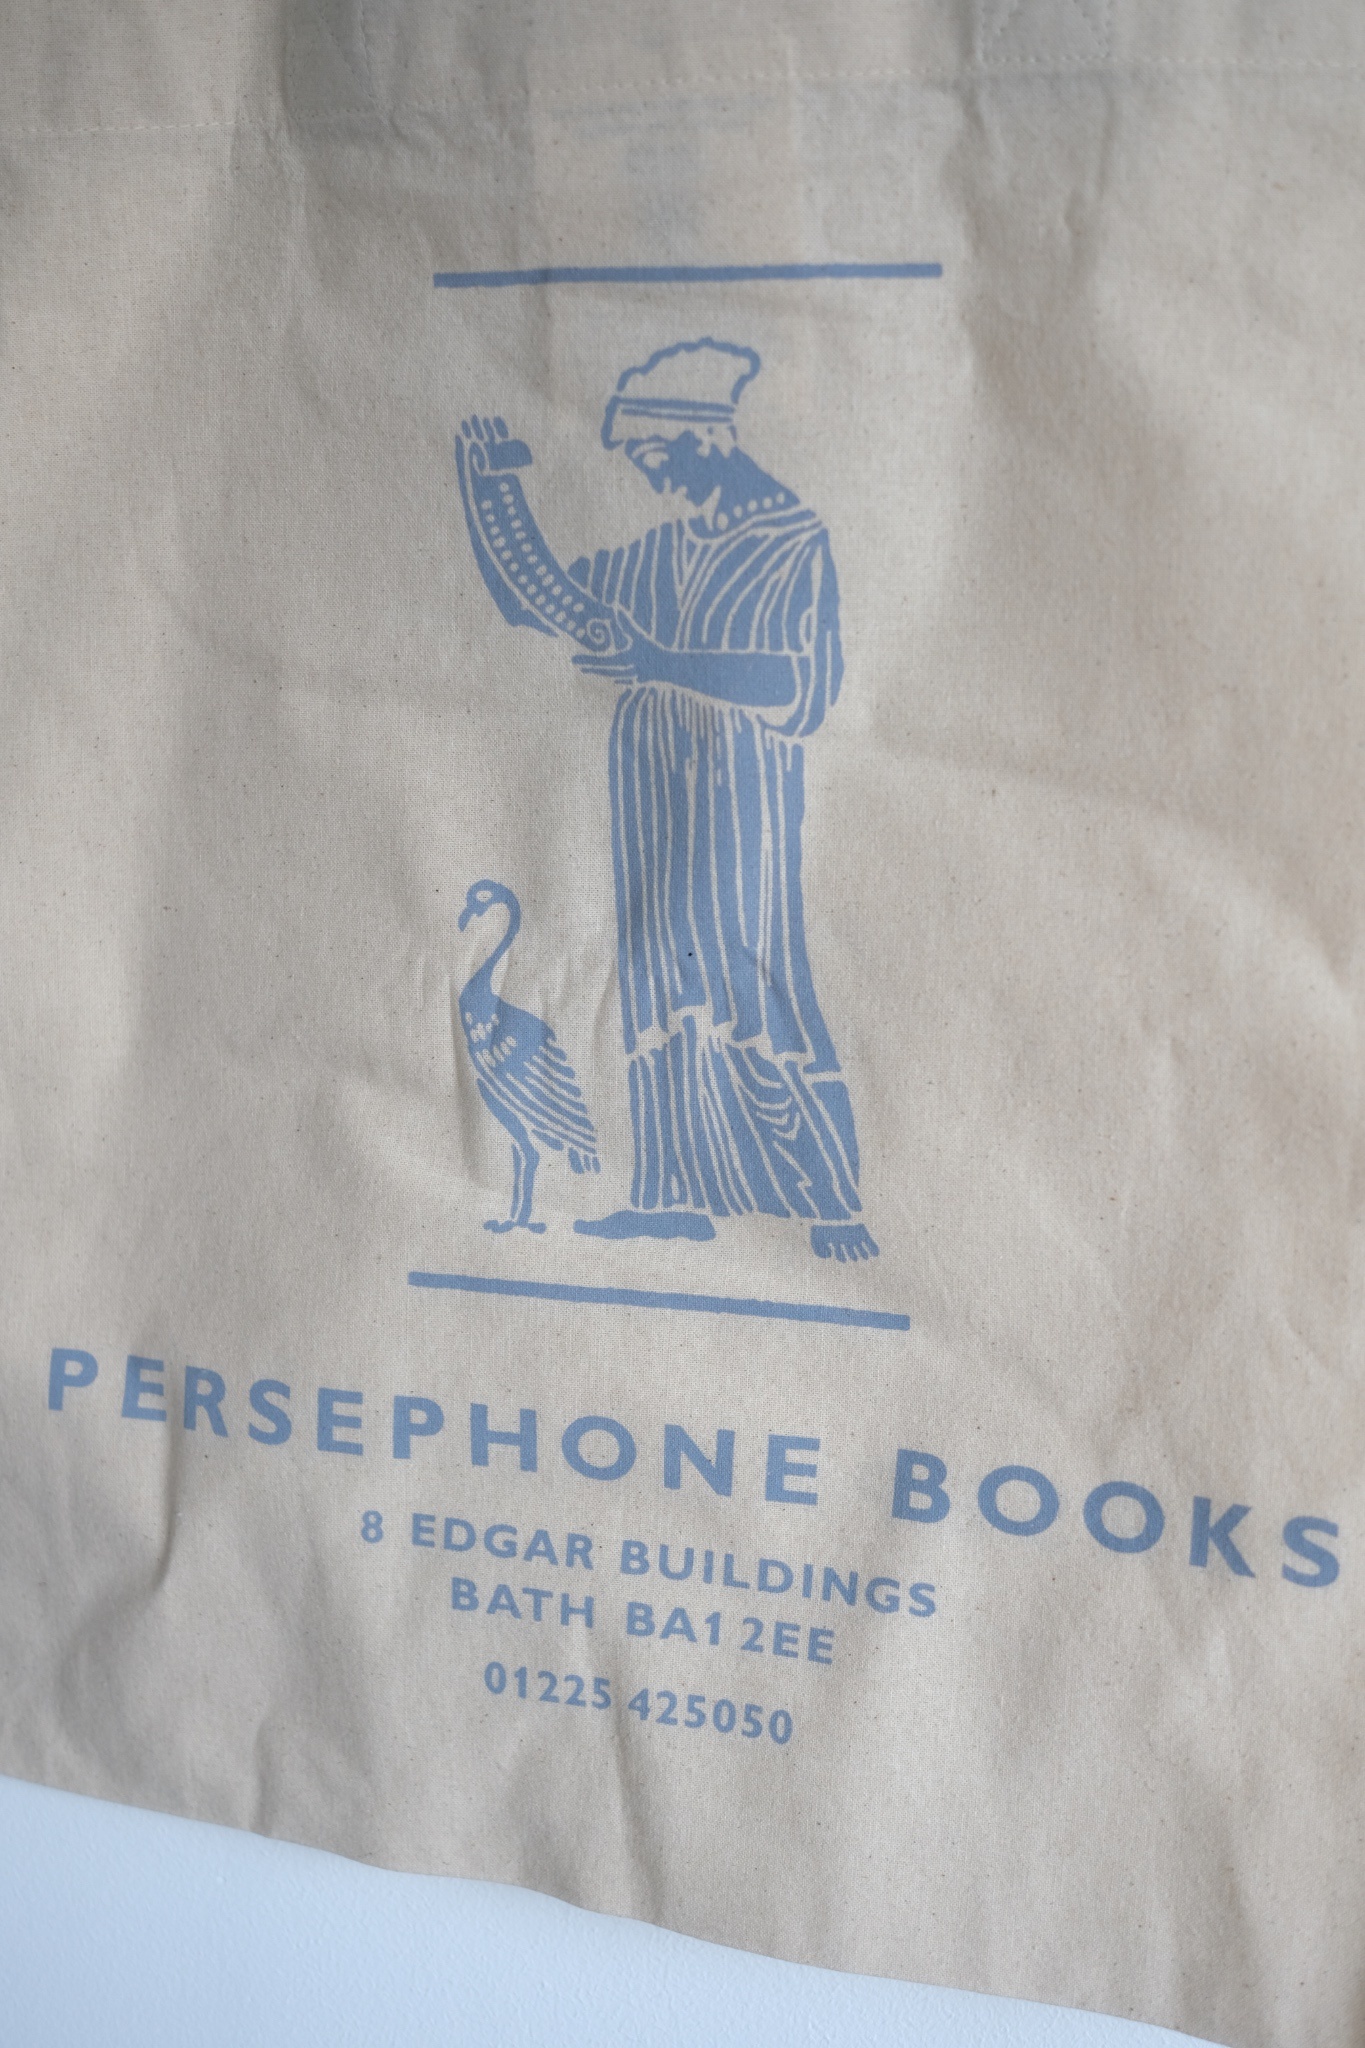 PERSEPHONE BOOKS
8 EDGAR BUILDINGS
BATH BA1 2EE
01225 425050